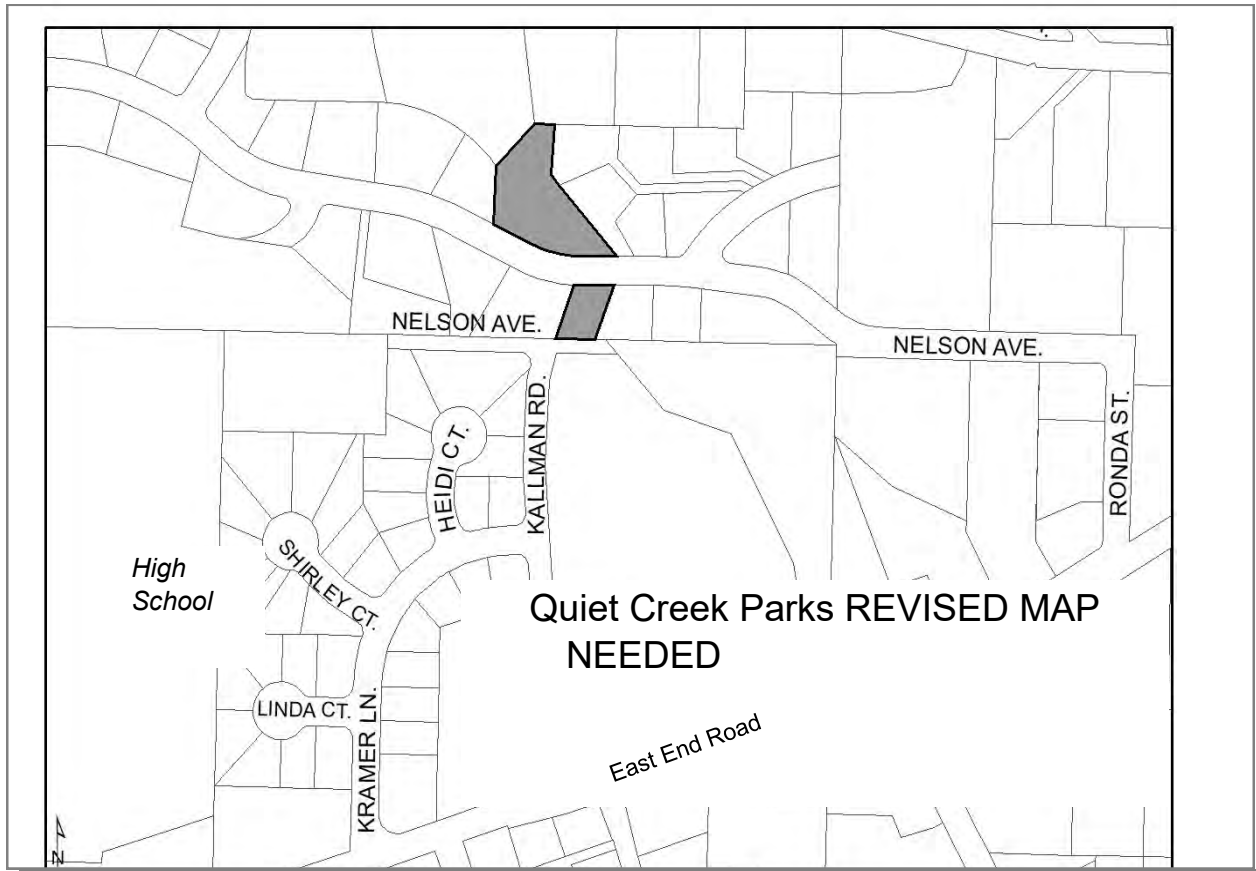 NELSON AVE.
NELSON AVE.
KALLMAN RD.
HEIDI CT.
RONDA ST.
SHIRLEY CT.
High
School
Quiet Creek Parks REVISED MAP
NEEDED
LINDA CT.
KRAMER LN.
East End Road
N